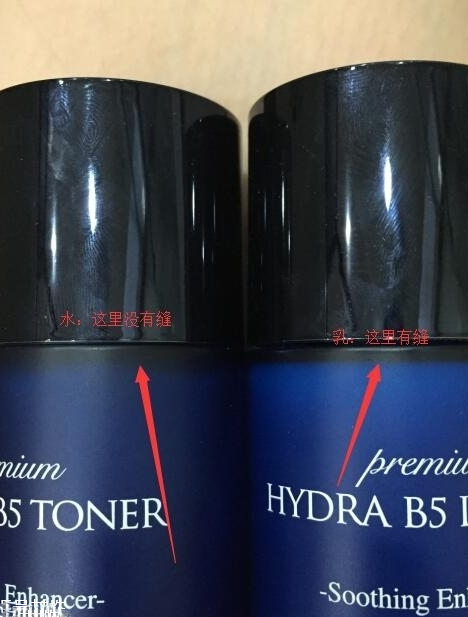 水：这里没有缝
乳：这里有缝
mium
B5 TONER
Enhancer-
premiu
HYDRA B5 L
-Soothing Enh